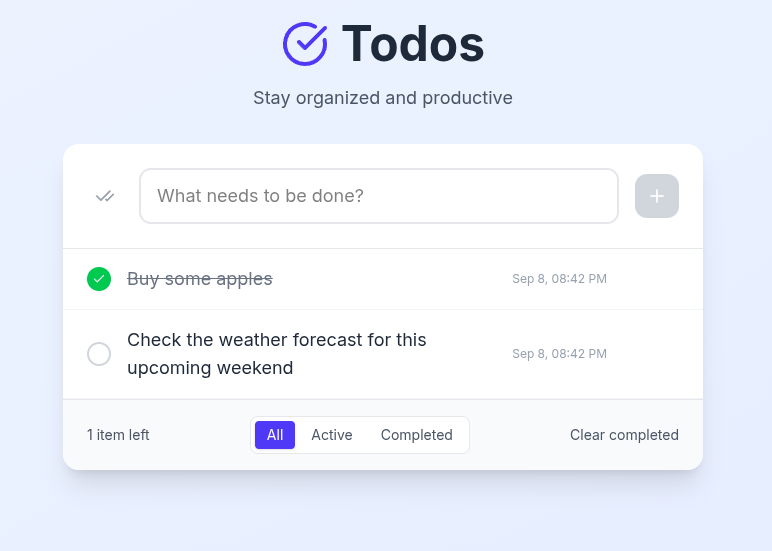 Todos
Stay organized and productive
What needs to be done?
Buy some apples
Sep 8, 08:42 PM
Check the weather forecast for this
upcoming weekend
Sep 8, 08:42 PM
1 item left
All
Active
Completed
Clear completed